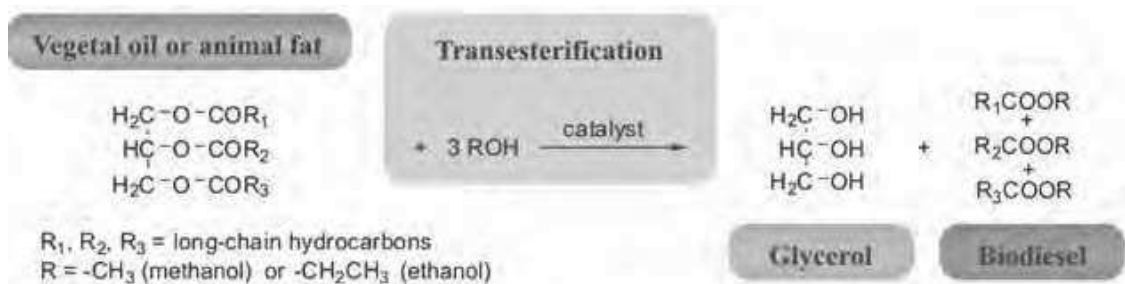 Vegetal oil or animal fat
Transesterification
H₂C-O-COR₁
HC-O-COR₂
H₂C-O-COR₃
+ 3 ROH
catalyst
H₂C-OH
HC-OH
H₂C-OH
+
R₁COOR
+
R₂COOR
+
R₃COOR
R₁, R₂, R₃ = long-chain hydrocarbons
R = -CH₃ (methanol) or -CH₂CH₃ (ethanol)
Glycerol
Biodiesel